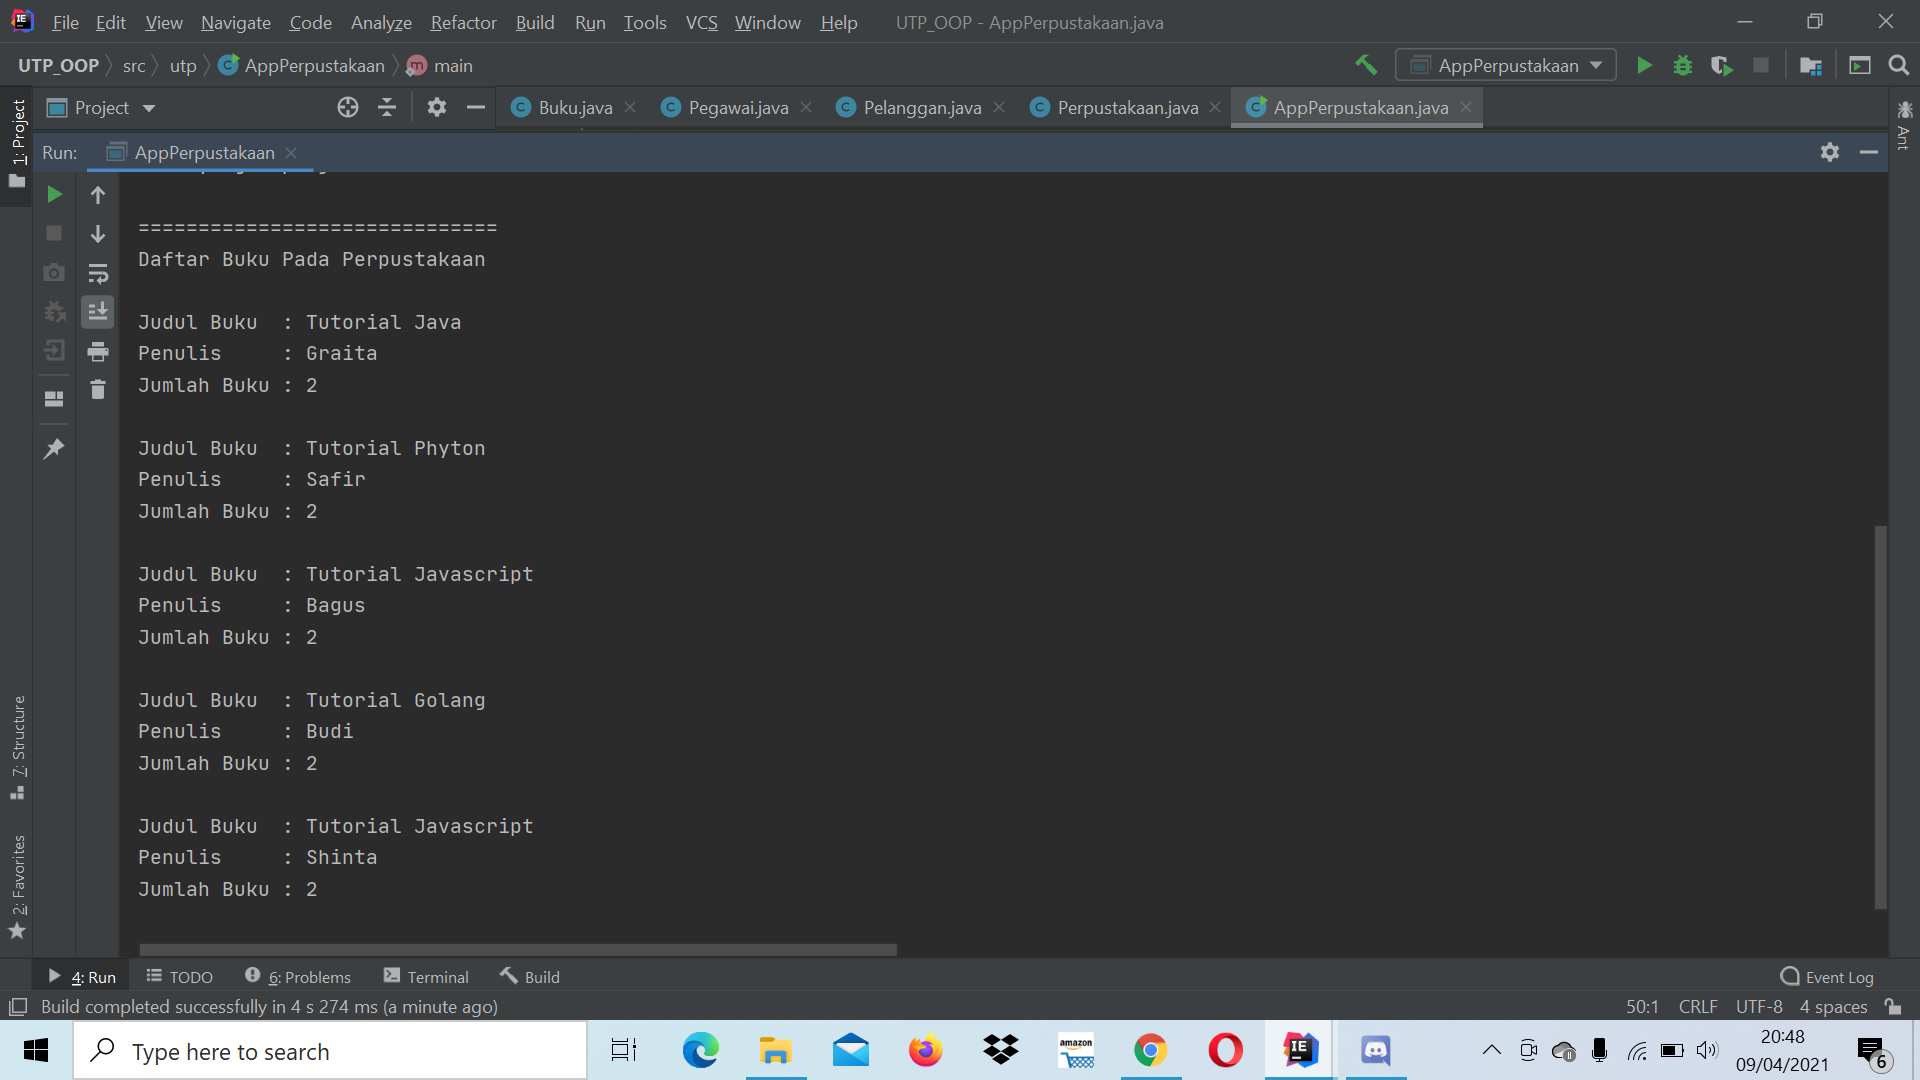 File Edit View Navigate Code Analyze Refactor Build Run Tools VCS Window Help UTP_OOP - AppPerpustakaan.java
UTP_OOP src utp AppPerpustakaan main AppPerpustakaan
Project Buku.java Pegawai.java Pelanggan.java Perpustakaan.java AppPerpustakaan.java
1: Project
Ant
Run: AppPerpustakaan
==============================
Daftar Buku Pada Perpustakaan
Judul Buku  : Tutorial Java
Penulis     : Graita
Jumlah Buku : 2
Judul Buku  : Tutorial Phyton
Penulis     : Safir
Jumlah Buku : 2
Judul Buku  : Tutorial Javascript
Penulis     : Bagus
Jumlah Buku : 2
Judul Buku  : Tutorial Golang
Penulis     : Budi
Jumlah Buku : 2
Judul Buku  : Tutorial Javascript
Penulis     : Shinta
Jumlah Buku : 2
7: Structure
2: Favorites
4: Run TODO 6: Problems Terminal Build Event Log
Build completed successfully in 4 s 274 ms (a minute ago) 50:1 CRLF UTF-8 4 spaces
Type here to search amazon IE 20:48
09/04/2021 6